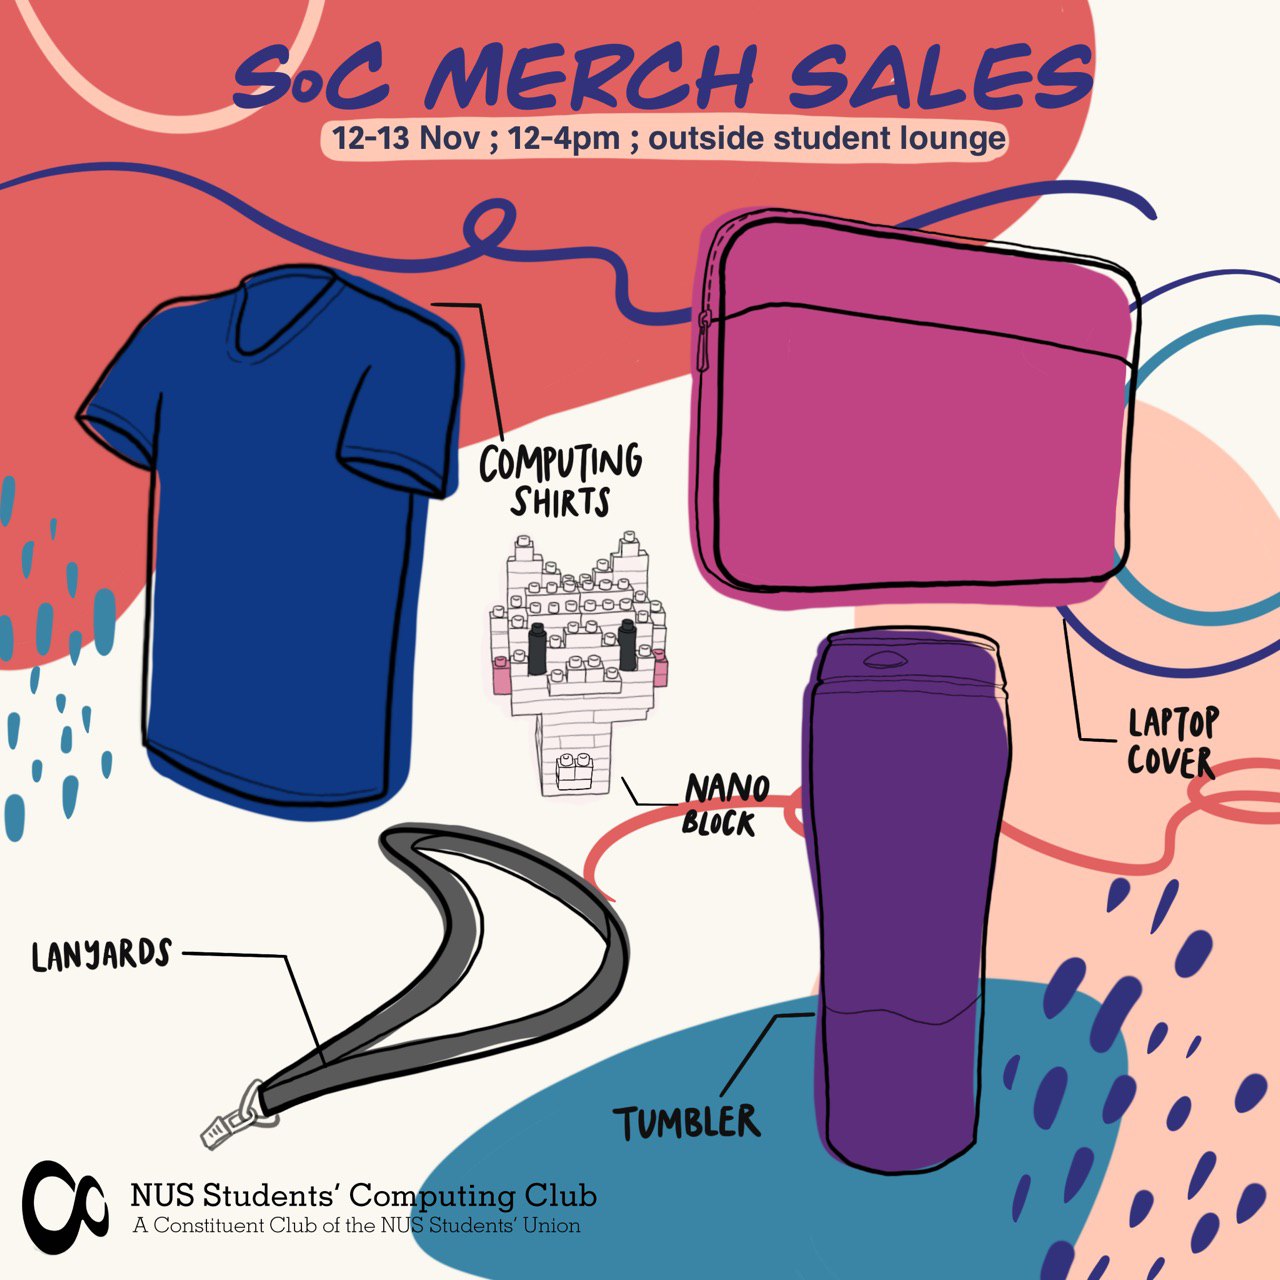 SoC MERCH SALES
12-13 Nov ; 12-4pm ; outside student lounge
COMPUTING
SHIRTS
LAPTOP
COVER
NANO
BLOCK
LANYARDS
TUMBLER
NUS Students' Computing Club
A Constituent Club of the NUS Students' Union